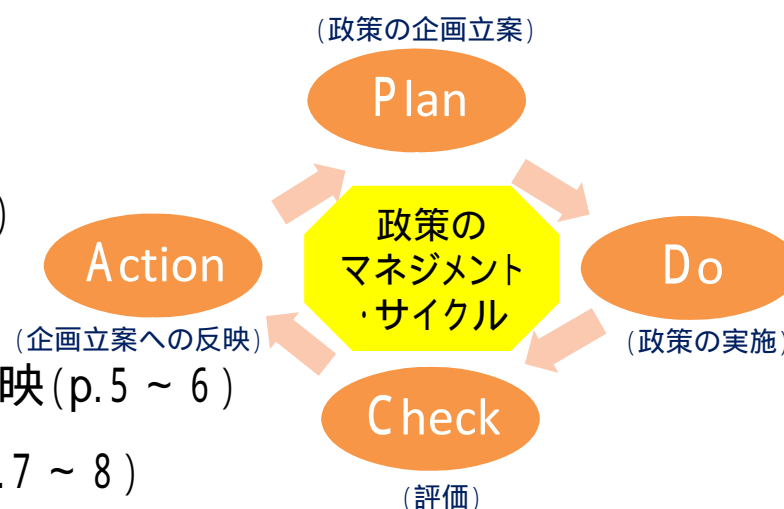 (政策の企画立案)
Plan
)
政策の
マネジメント
・サイクル
Action
Do
(企画立案への反映)
(政策の実施)
映(p.5 ~ 6)
Check
.7 ~ 8)
(評価)